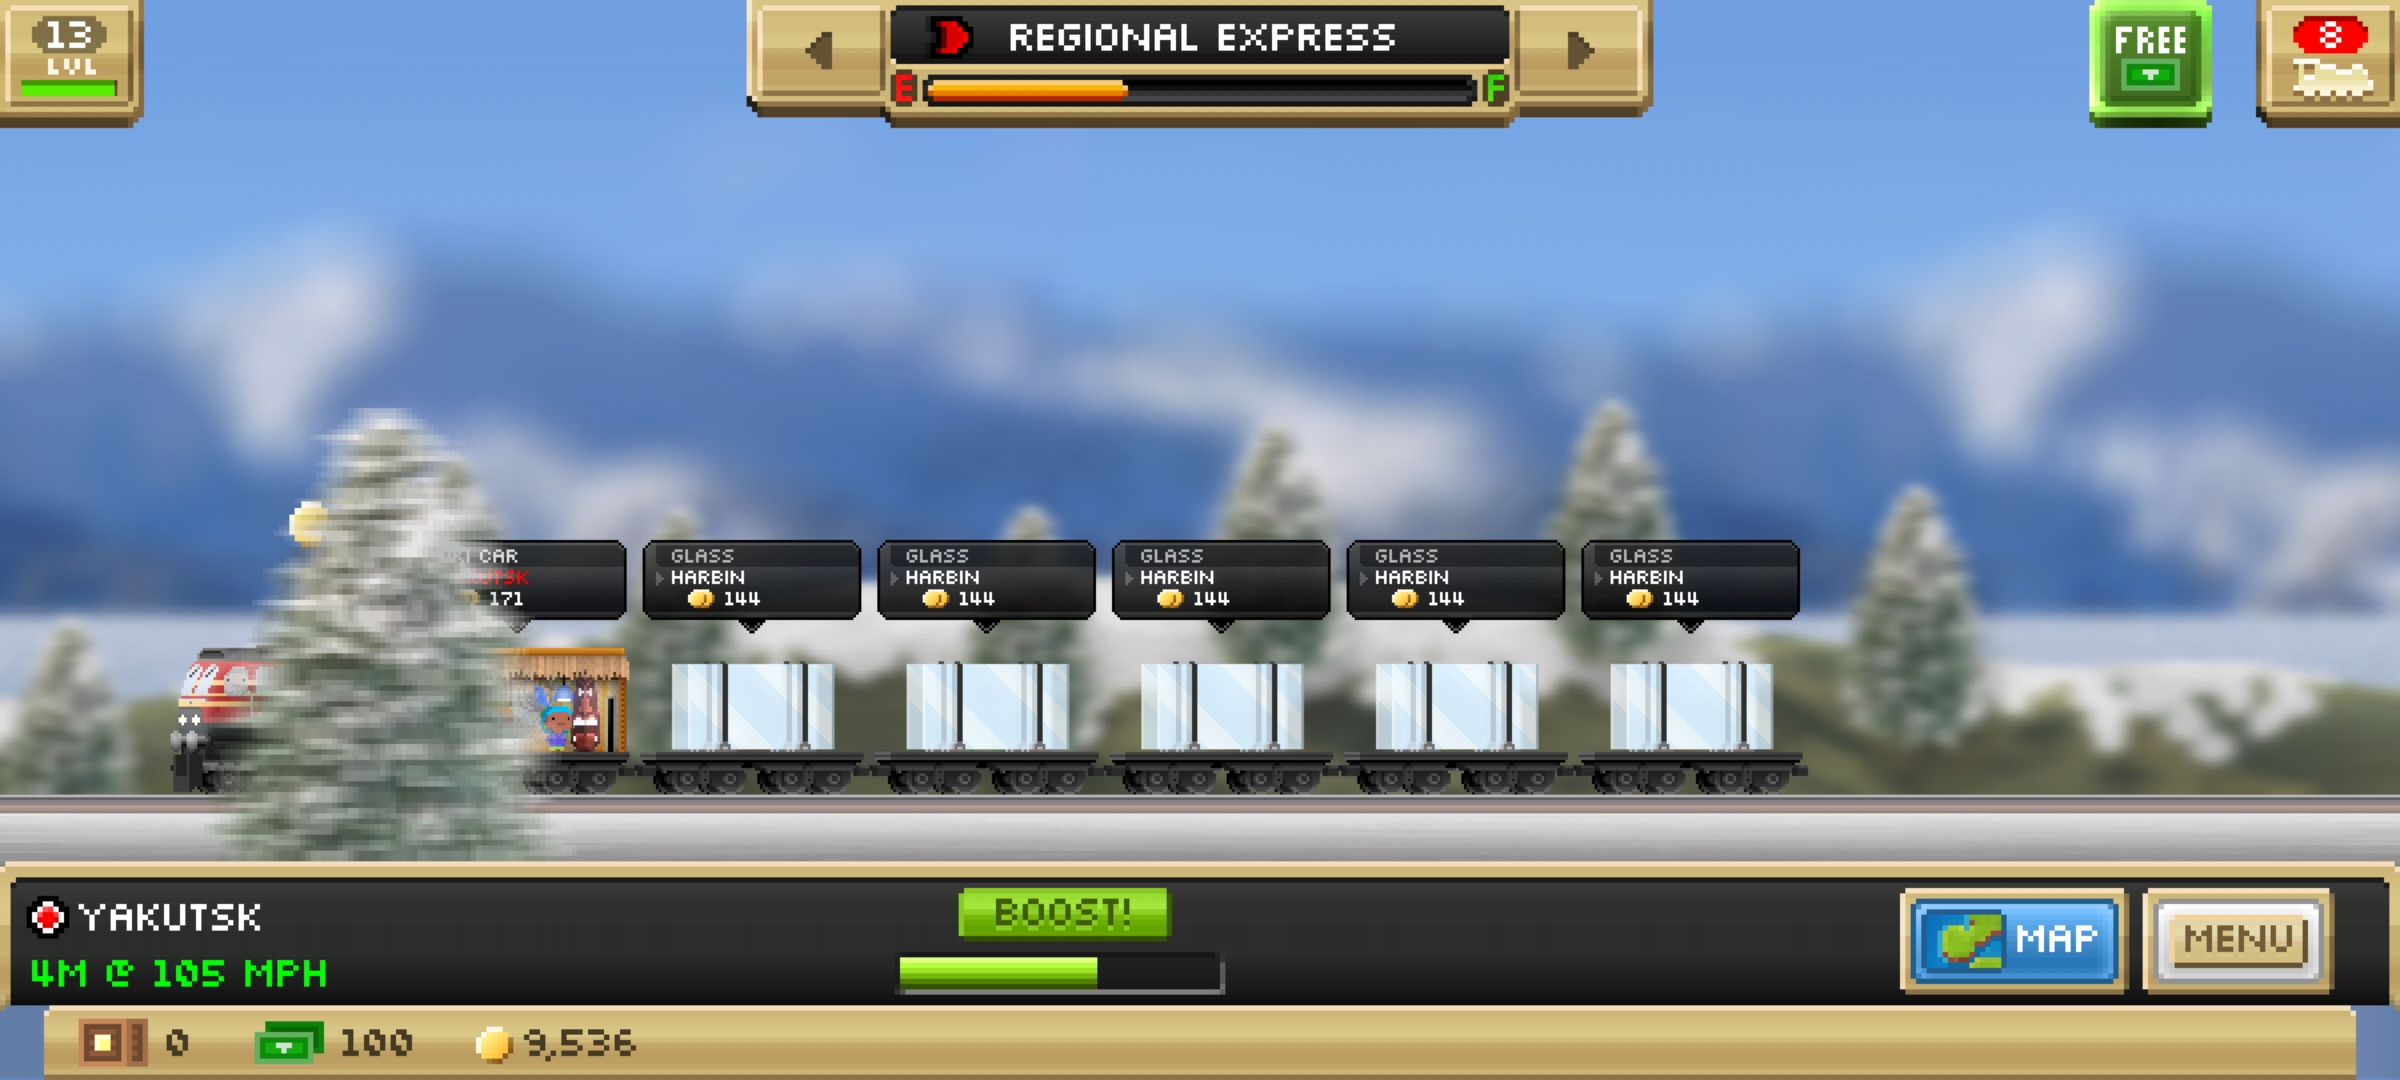 13
LVL
REGIONAL EXPRESS
E
F
FREE
8
CAR
171
GLASS
HARBIN
144
GLASS
HARBIN
144
GLASS
HARBIN
144
GLASS
HARBIN
144
GLASS
HARBIN
144
YAKUTSK
4M @ 105 MPH
BOOST!
MAP
MENU
0
100
9,536